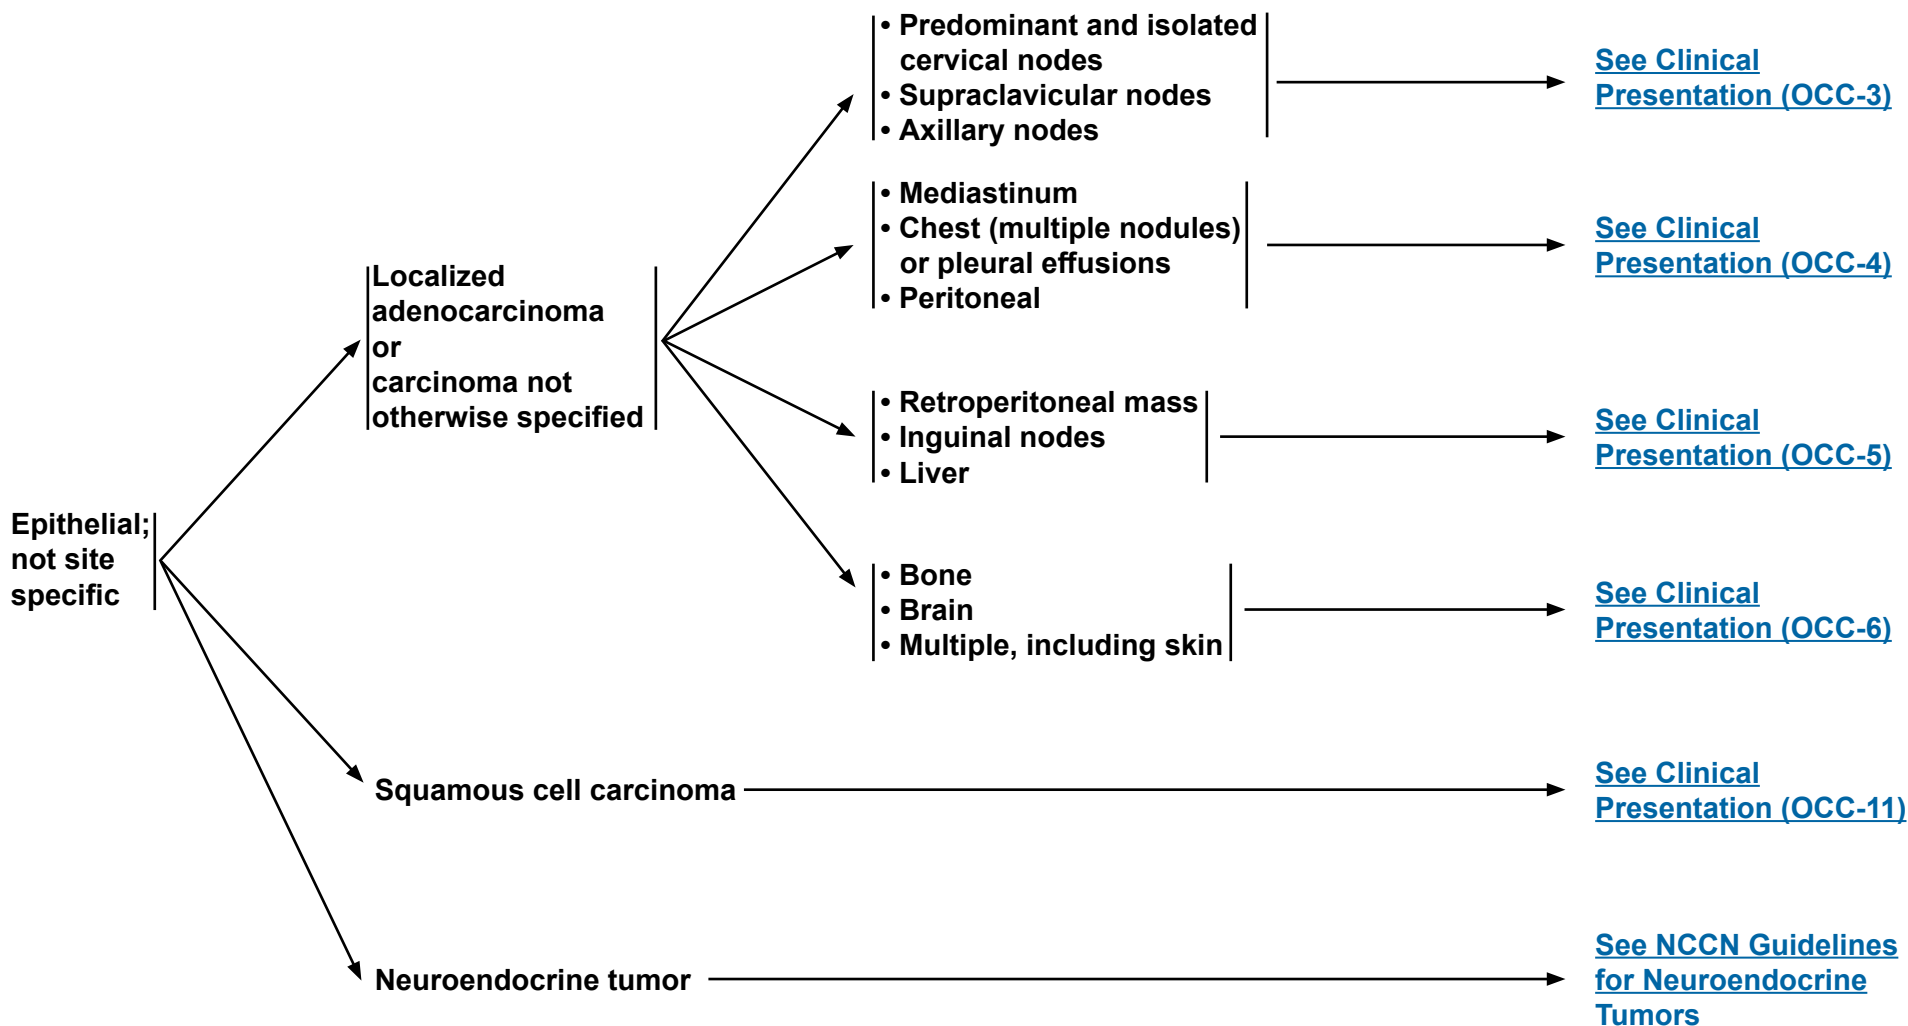 Epithelial;
not site
specific
Localized
adenocarcinoma
or
carcinoma not
otherwise specified
• Predominant and isolated
cervical nodes
• Supraclavicular nodes
• Axillary nodes
See Clinical
Presentation (OCC-3)
• Mediastinum
• Chest (multiple nodules)
or pleural effusions
• Peritoneal
See Clinical
Presentation (OCC-4)
• Retroperitoneal mass
• Inguinal nodes
• Liver
See Clinical
Presentation (OCC-5)
• Bone
• Brain
• Multiple, including skin
See Clinical
Presentation (OCC-6)
Squamous cell carcinoma
See Clinical
Presentation (OCC-11)
Neuroendocrine tumor
See NCCN Guidelines
for Neuroendocrine
Tumors